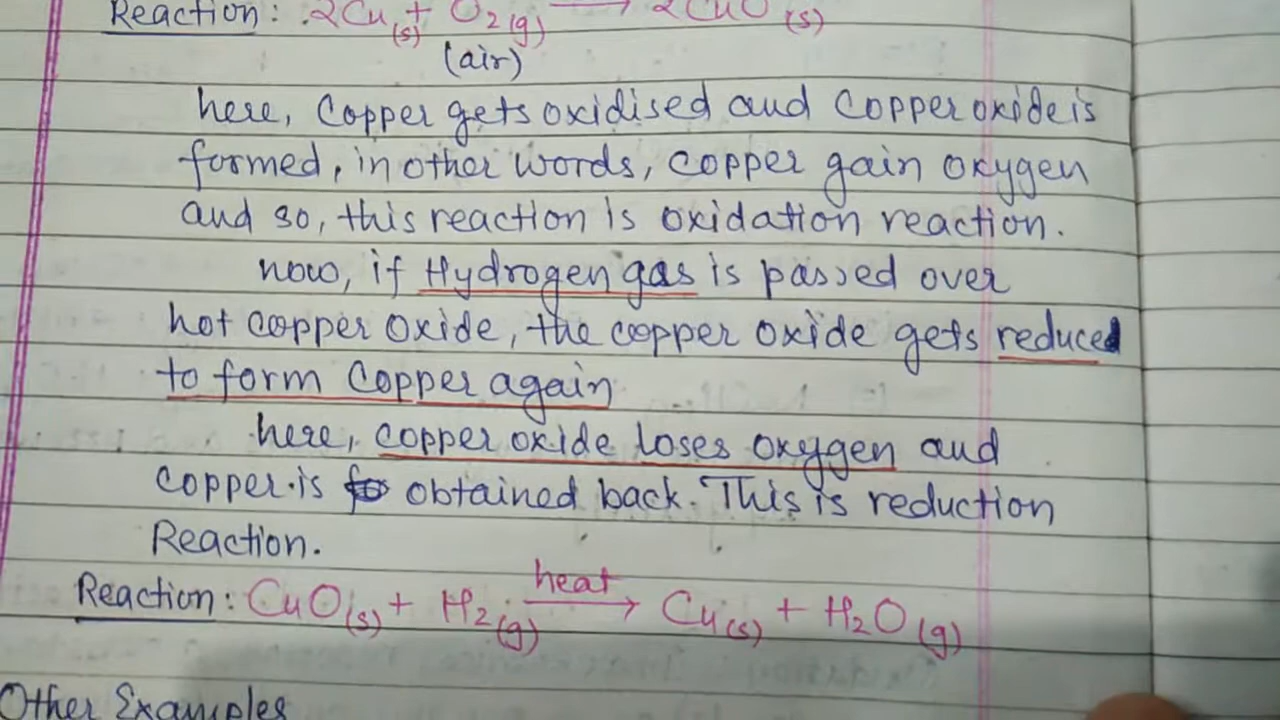 Reaction: 2Cu(s) + O2(g) → 2CuO(s)
(air)
here, Copper gets oxidised and Copper oxide is
formed, in other words, copper gain oxygen
and so, this reaction is oxidation reaction.
now, if Hydrogen gas is passed over
hot copper oxide, the copper oxide gets reduced
to form Copper again
here, copper oxide loses oxygen and
copper is obtained back. This is reduction
Reaction.
heat
Reaction: CuO(s) + H2(g) → Cu(s) + H2O(g)
Other Examples